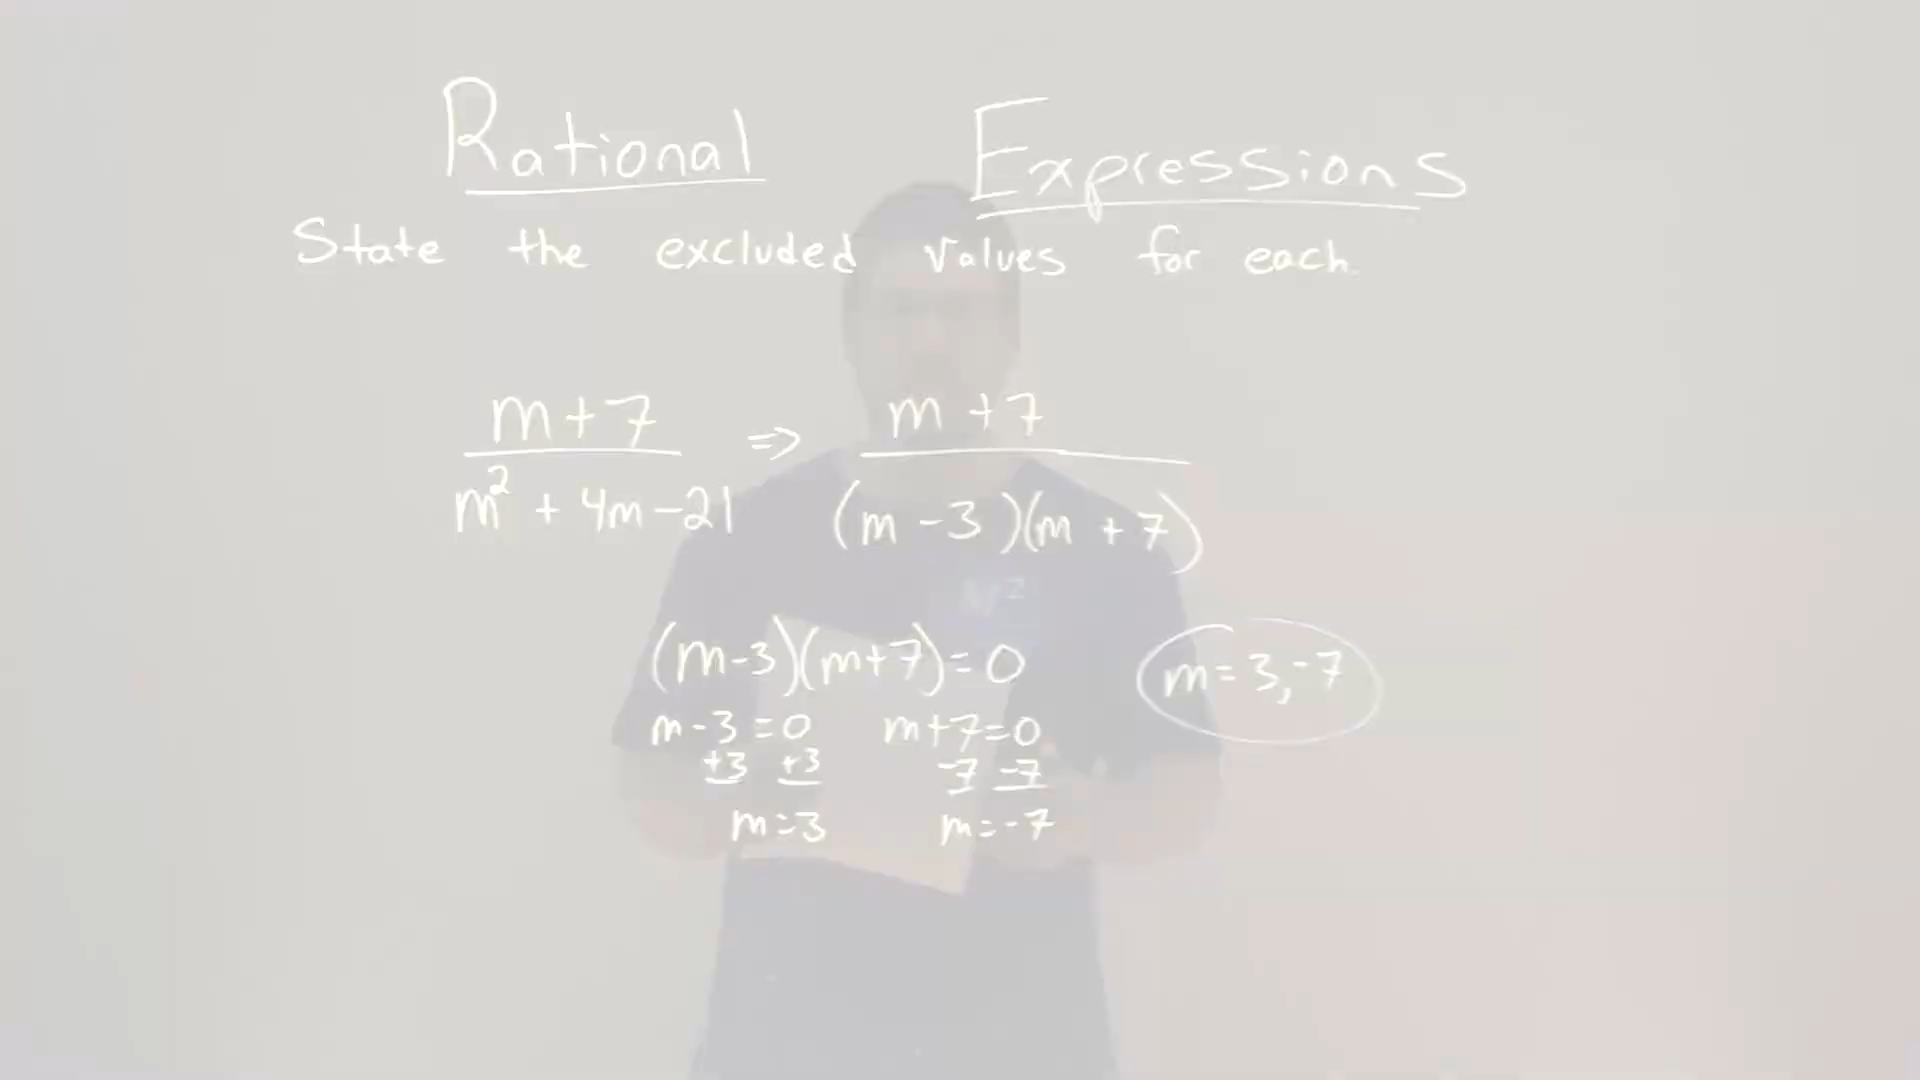 Rational Expressions
State the excluded values for each.
m+7 / m²+4m-21 ⇒ m+7 / (m-3)(m+7)
(m-3)(m+7)=0
m=3,-7
m-3=0 m+7=0
+3 +3 -7 -7
m=3 m=-7